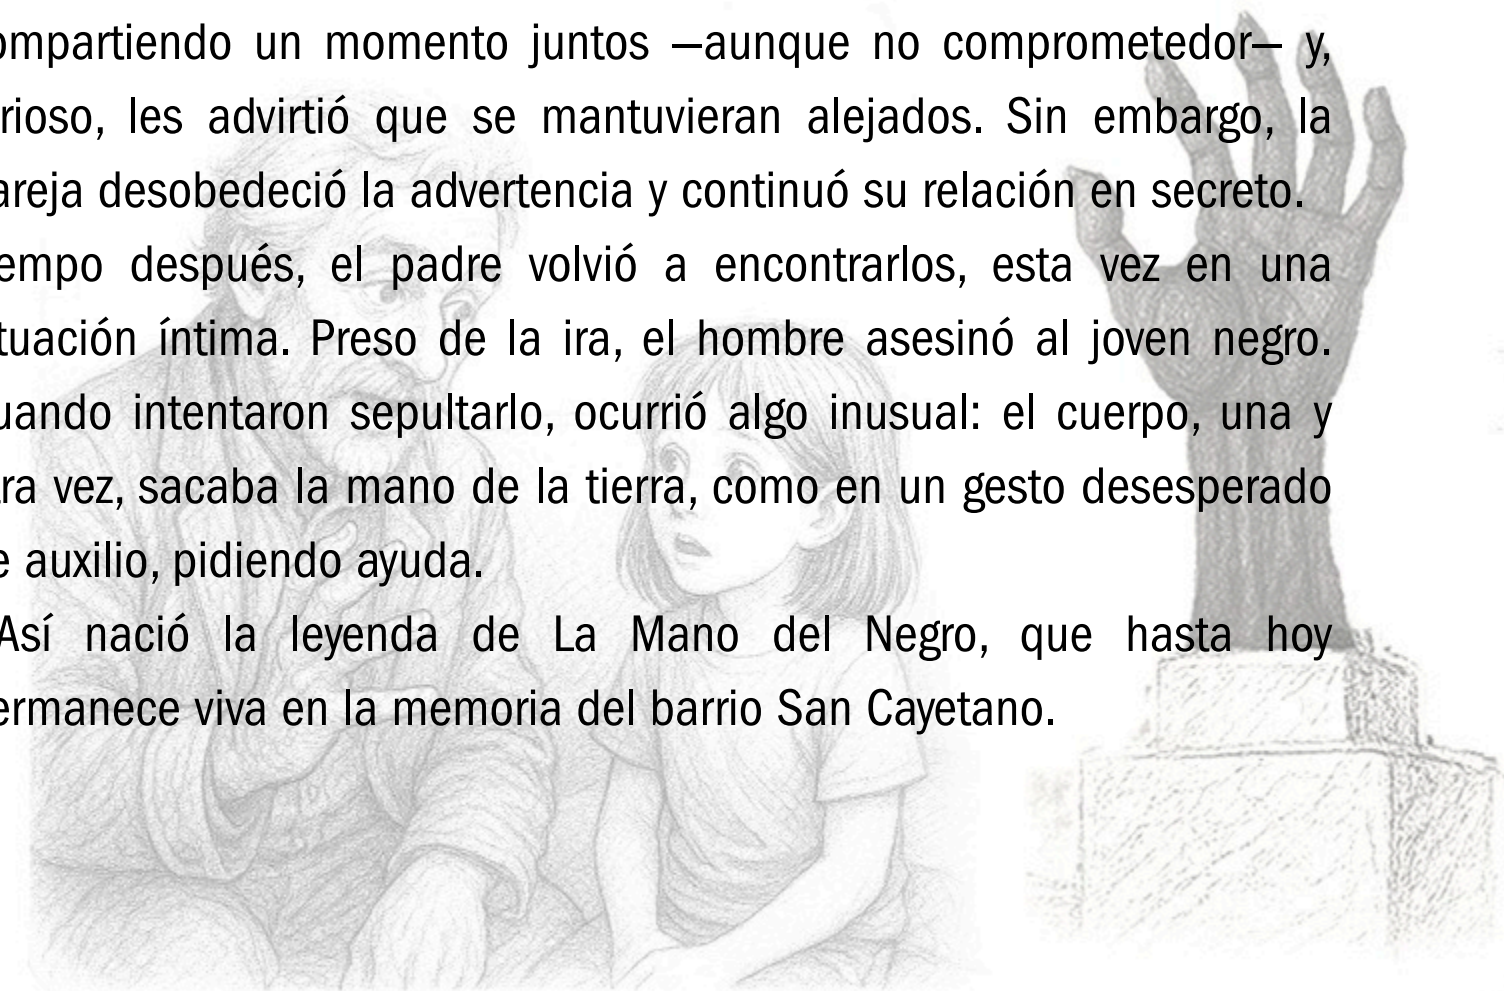 ompartiendo un momento juntos —aunque no comprometedor— y,
rioso, les advirtió que se mantuvieran alejados. Sin embargo, la
areja desobedeció la advertencia y continuó su relación en secreto.
empo después, el padre volvió a encontrarlos, esta vez en una
tuación íntima. Preso de la ira, el hombre asesinó al joven negro.
uando intentaron sepultarlo, ocurrió algo inusual: el cuerpo, una y
ra vez, sacaba la mano de la tierra, como en un gesto desesperado
e auxilio, pidiendo ayuda.
Así nació la leyenda de La Mano del Negro, que hasta hoy
ermanece viva en la memoria del barrio San Cayetano.